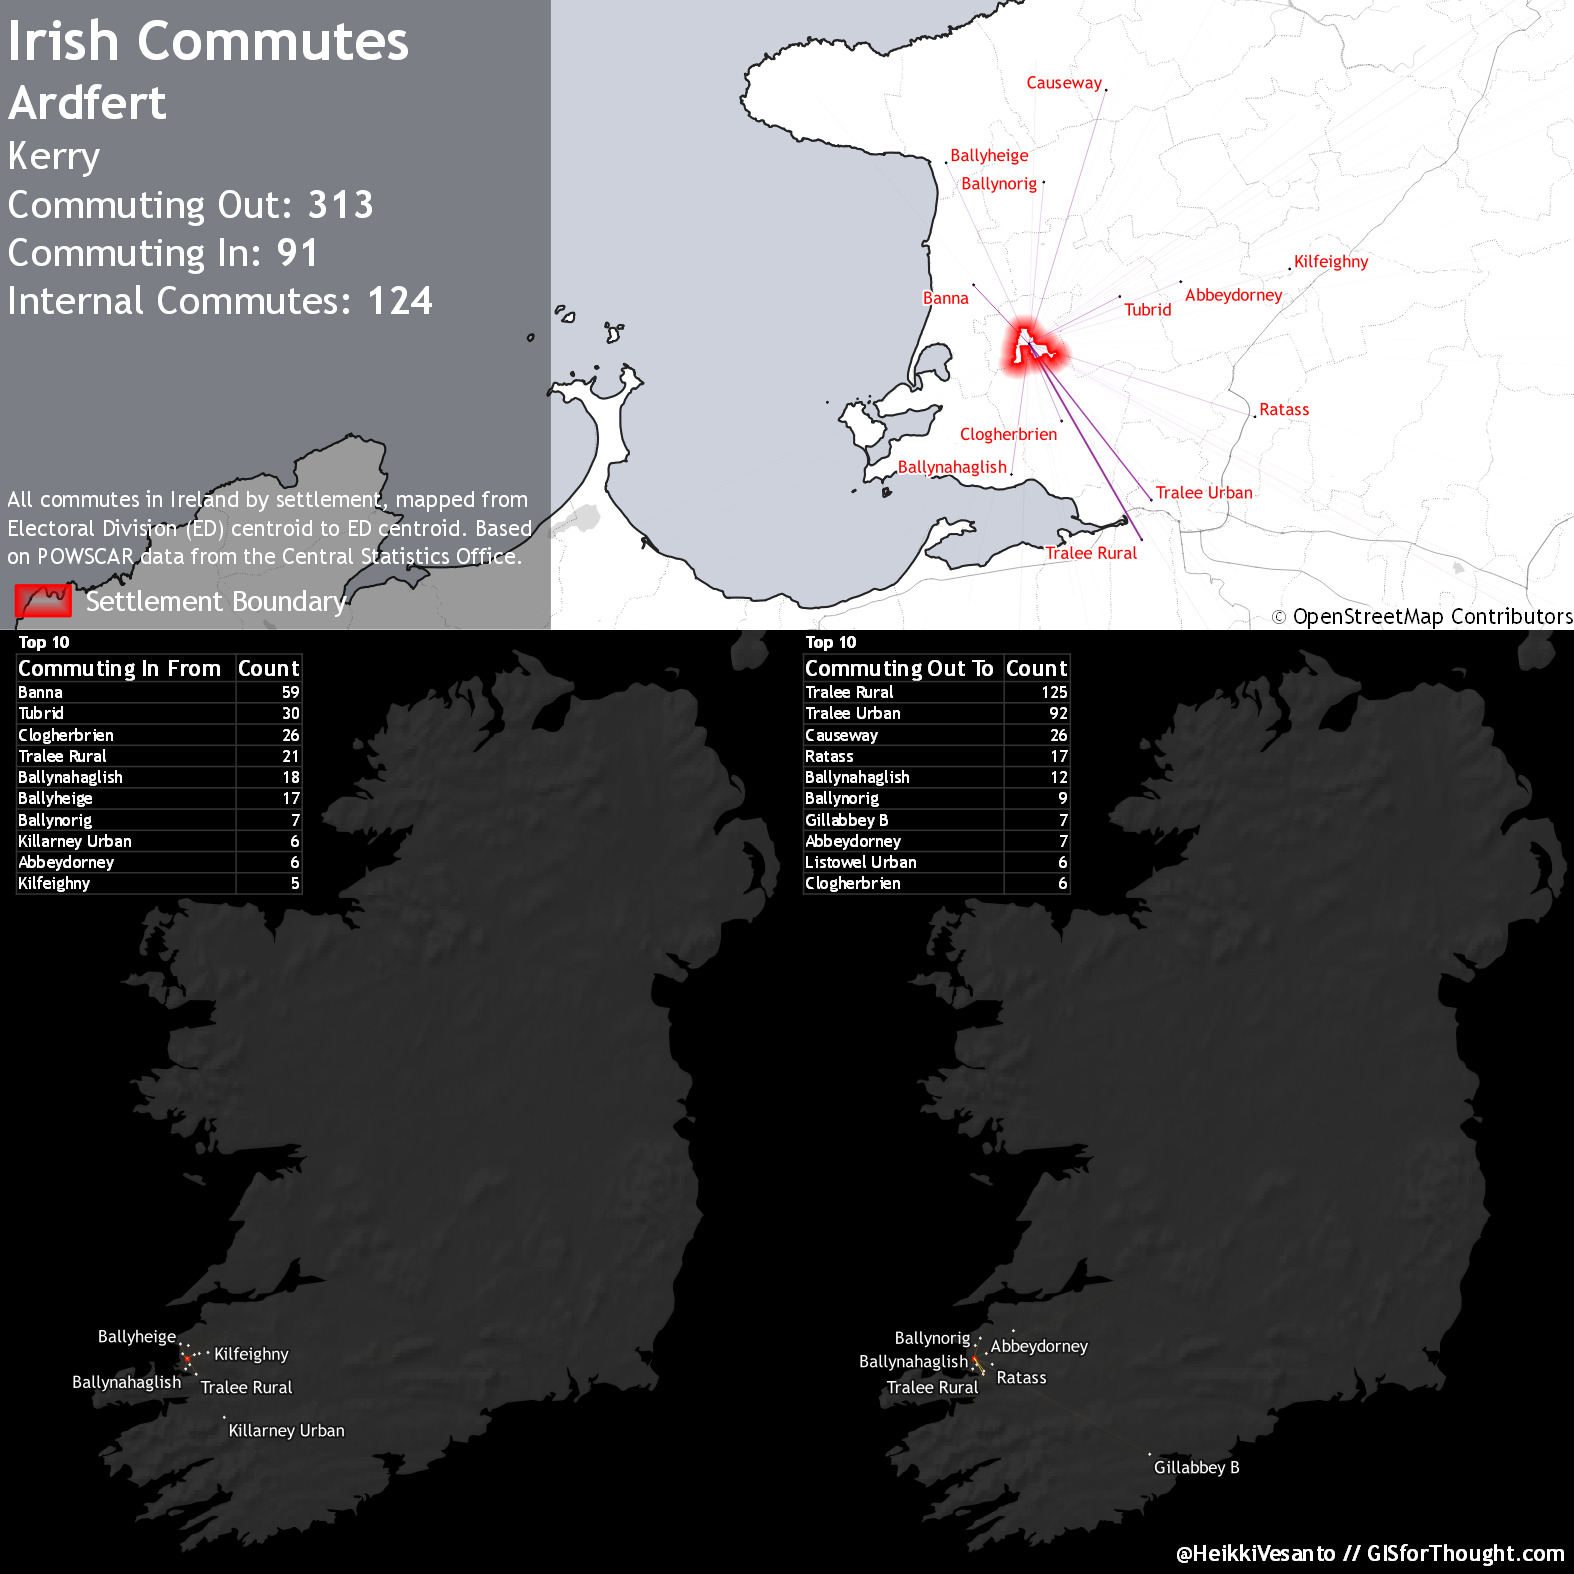 Irish Commutes
Ardfert
Kerry
Commuting Out: 313
Commuting In: 91
Internal Commutes: 124
All commutes in Ireland by settlement, mapped from
Electoral Division (ED) centroid to ED centroid. Based
on POWSCAR data from the Central Statistics Office.
Settlement Boundary
Causeway
Ballyheige
Ballynorig
Kilfeighny
Banna
Abbeydorney
Tubrid
Ratass
Clogherbrien
Ballynahaglish
Tralee Urban
Tralee Rural
© OpenStreetMap Contributors
Top 10
Commuting In From Count
Banna 59
Tubrid 30
Clogherbrien 26
Tralee Rural 21
Ballynahaglish 18
Ballyheige 17
Ballynorig 7
Killarney Urban 6
Abbeydorney 6
Kilfeighny 5
Top 10
Commuting Out To Count
Tralee Rural 125
Tralee Urban 92
Causeway 26
Ratass 17
Ballynahaglish 12
Ballynorig 9
Gillabbey B 7
Abbeydorney 7
Listowel Urban 6
Clogherbrien 6
Ballyheige
Kilfeighny
Ballynahaglish
Tralee Rural
Killarney Urban
Ballynorig
Abbeydorney
Ballynahaglish
Ratass
Tralee Rural
Gillabbey B
@HeikkiVesanto // GISforThought.com